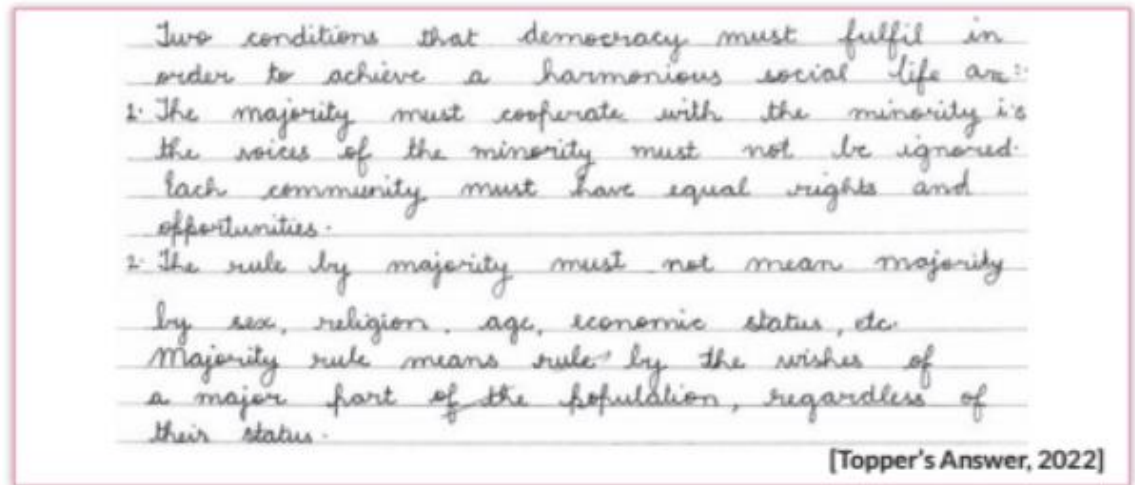 Two conditions that democracy must fulfil in
order to achieve a harmonious social life are:-
1. The majority must cooperate with the minority i.e
the voices of the minority must not be ignored.
Each community must have equal rights and
opportunities.
2. The rule by majority must not mean majority
by sex, religion, age, economic status, etc.
Majority rule means rule by the wishes of
a major part of the population, regardless of
their status.
[Topper's Answer, 2022]